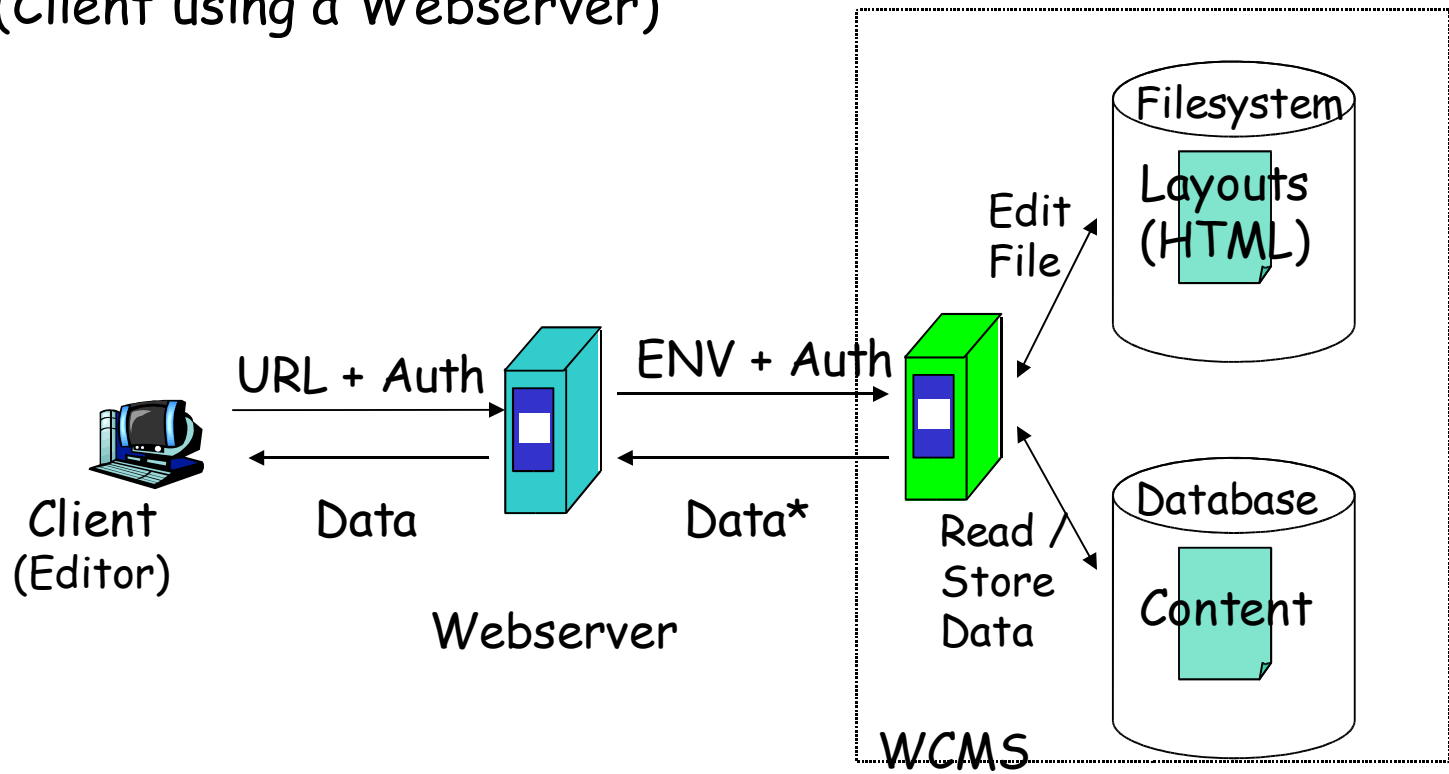 (Client using a Webserver)
Filesystem
Layouts
(HTML)
Edit
File
URL + Auth
ENV + Auth
Client
(Editor)
Data
Data*
Webserver
Read /
Store
Data
Database
Content
WCMS